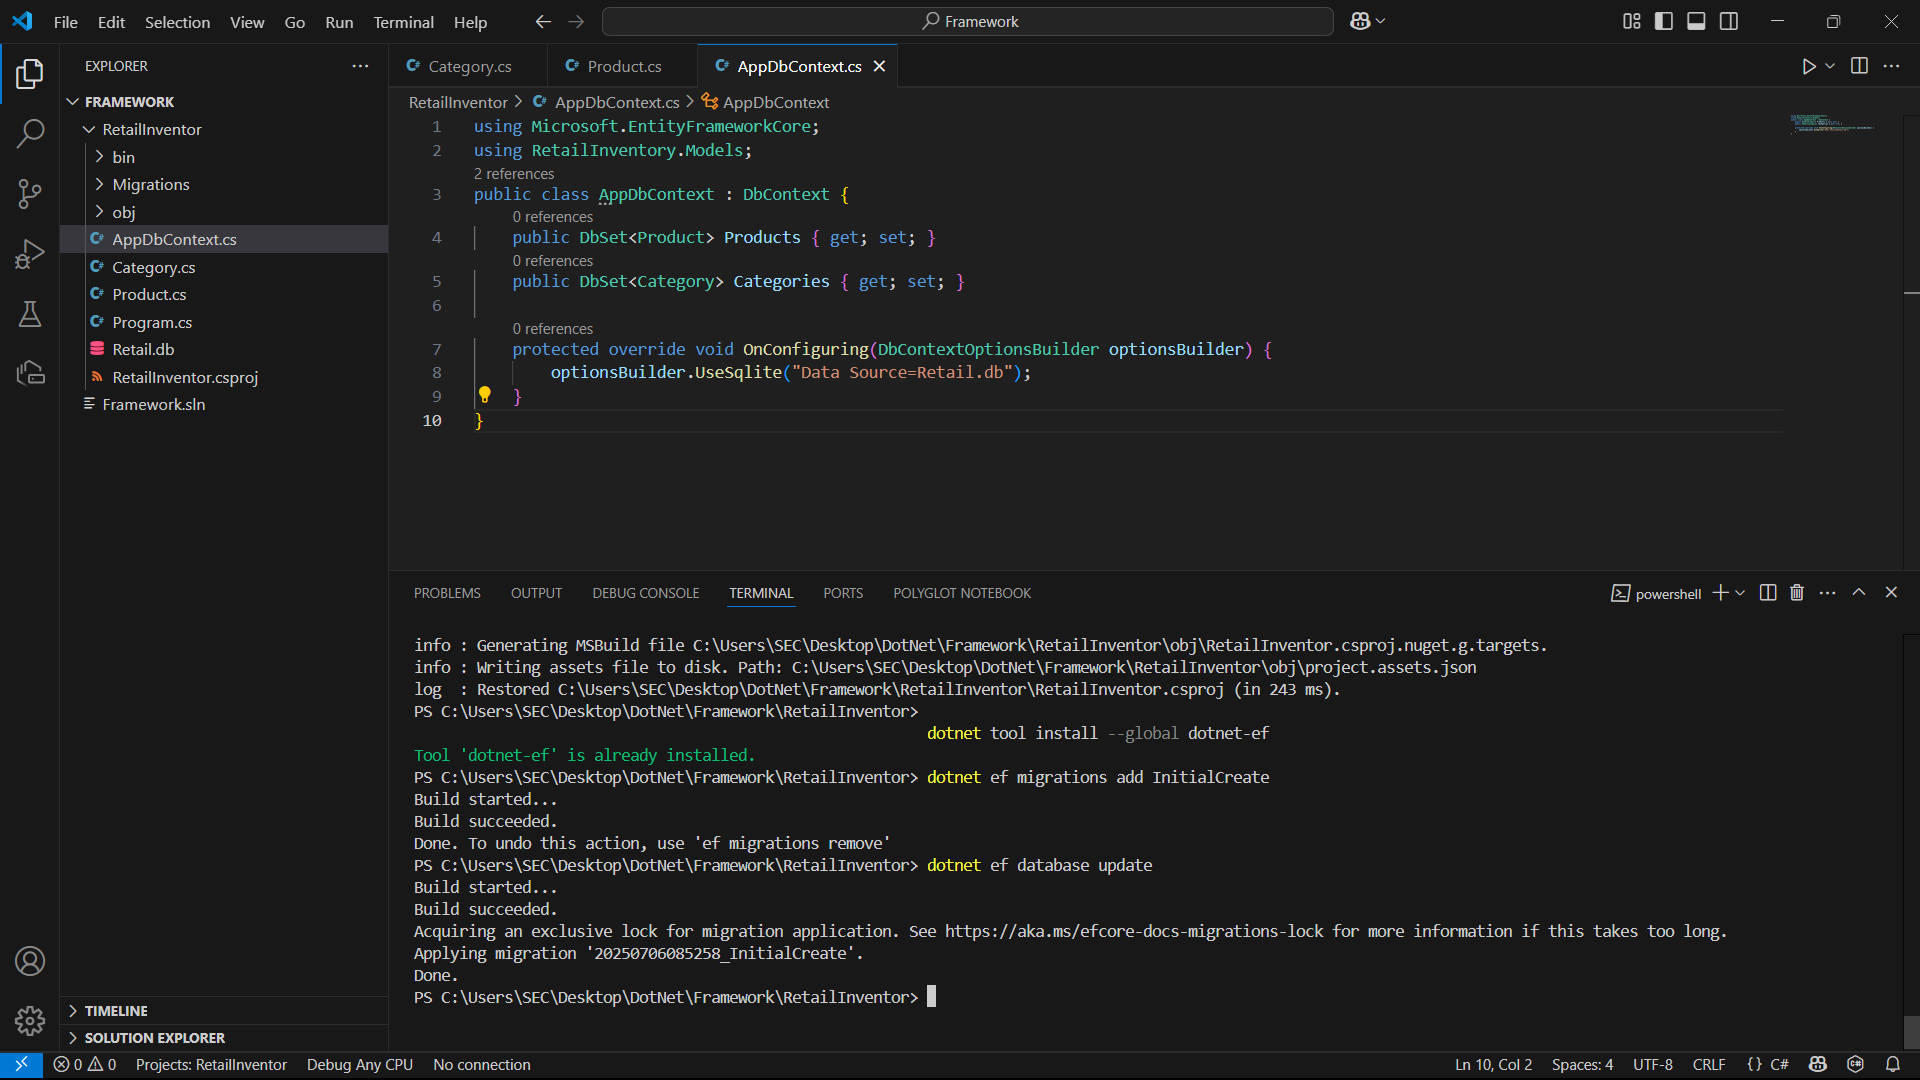 File Edit Selection View Go Run Terminal Help
Framework
EXPLORER
FRAMEWORK
RetailInventor
bin
Migrations
obj
AppDbContext.cs
Category.cs
Product.cs
Program.cs
Retail.db
RetailInventor.csproj
Framework.sln
TIMELINE
SOLUTION EXPLORER
Category.cs Product.cs AppDbContext.cs
RetailInventor > AppDbContext.cs > AppDbContext
1 using Microsoft.EntityFrameworkCore;
2 using RetailInventory.Models;
2 references
3 public class AppDbContext : DbContext {
0 references
4 public DbSet<Product> Products { get; set; }
0 references
5 public DbSet<Category> Categories { get; set; }
6
0 references
7 protected override void OnConfiguring(DbContextOptionsBuilder optionsBuilder) {
8 optionsBuilder.UseSqlite("Data Source=Retail.db");
9 }
10 }
PROBLEMS OUTPUT DEBUG CONSOLE TERMINAL PORTS POLYGLOT NOTEBOOK
powershell
info : Generating MSBuild file C:\Users\SEC\Desktop\DotNet\Framework\RetailInventor\obj\RetailInventor.csproj.nuget.g.targets.
info : Writing assets file to disk. Path: C:\Users\SEC\Desktop\DotNet\Framework\RetailInventor\obj\project.assets.json
log  : Restored C:\Users\SEC\Desktop\DotNet\Framework\RetailInventor\RetailInventor.csproj (in 243 ms).
PS C:\Users\SEC\Desktop\DotNet\Framework\RetailInventor>
dotnet tool install --global dotnet-ef
Tool 'dotnet-ef' is already installed.
PS C:\Users\SEC\Desktop\DotNet\Framework\RetailInventor> dotnet ef migrations add InitialCreate
Build started...
Build succeeded.
Done. To undo this action, use 'ef migrations remove'
PS C:\Users\SEC\Desktop\DotNet\Framework\RetailInventor> dotnet ef database update
Build started...
Build succeeded.
Acquiring an exclusive lock for migration application. See https://aka.ms/efcore-docs-migrations-lock for more information if this takes too long.
Applying migration '20250706085258_InitialCreate'.
Done.
PS C:\Users\SEC\Desktop\DotNet\Framework\RetailInventor>
0 0 Projects: RetailInventor Debug Any CPU No connection
Ln 10, Col 2 Spaces: 4 UTF-8 CRLF {} C#